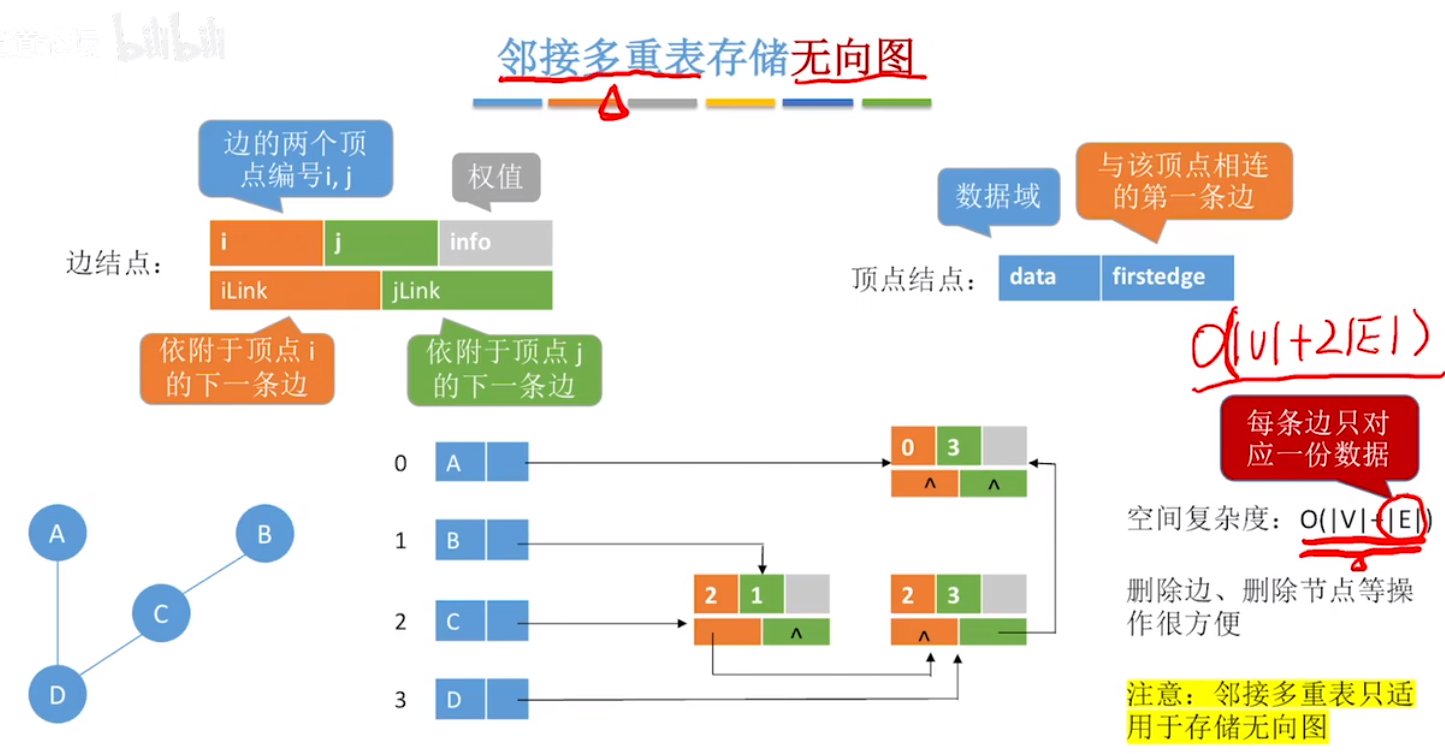 bilibili
邻接多重表存储无向图
边的两个顶
点编号i, j
权值
数据域
与该顶点相连
的第一条边
边结点：
i j info
iLink jLink
顶点结点：
data firstedge
依附于顶点 i
的下一条边
依附于顶点 j
的下一条边
O(|V|+2|E|)
每条边只对
应一份数据
0 A
0 3
^ ^
空间复杂度：O(|V|+|E|)
1 B
2 1
2 3
删除边、删除节点等操
作很方便
2 C
^
^
3 D
注意：邻接多重表只适
用于存储无向图
A
B
C
D